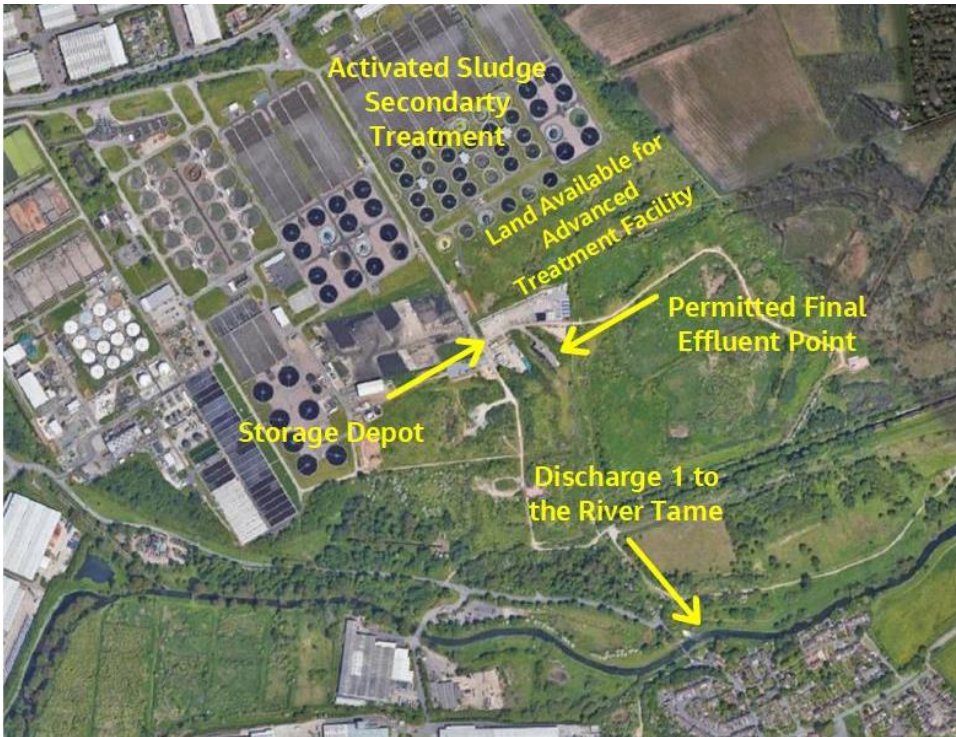 Activated Sludge
Secondarty
Treatment
Land Available for
Advanced
Treatment Facility
Permitted Final
Effluent Point
Storage Depot
Discharge 1 to
the River Tame